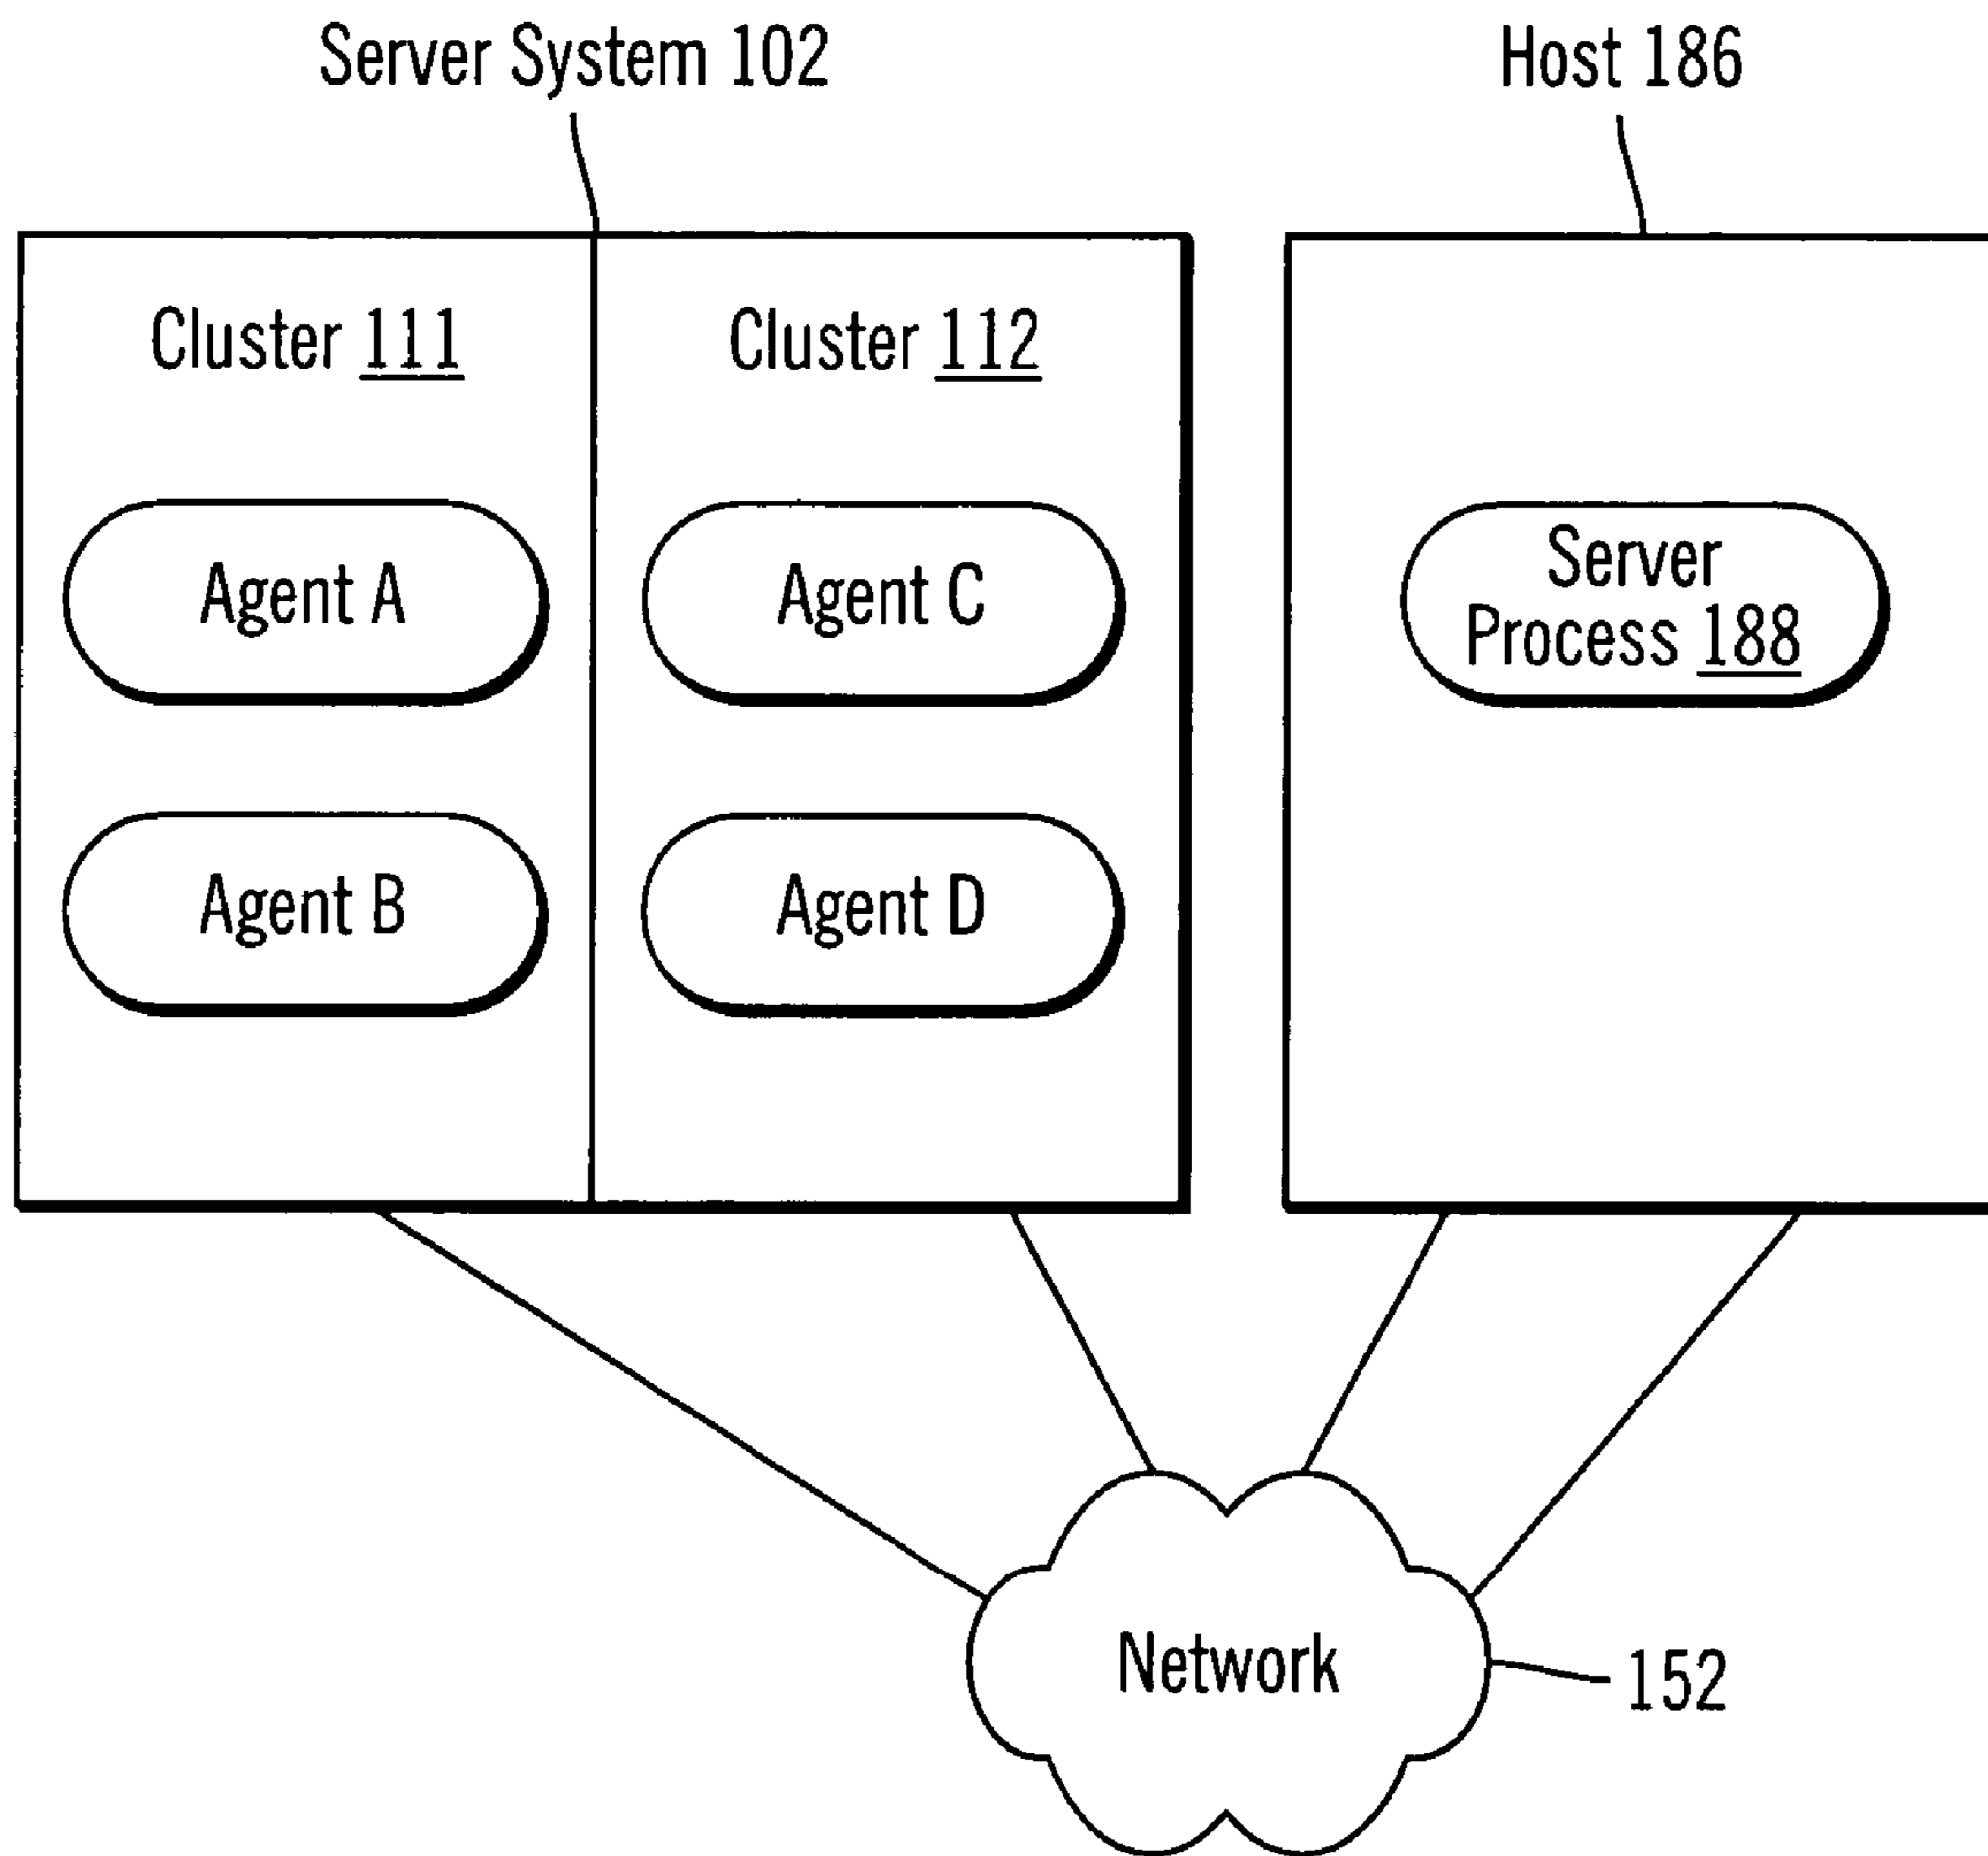 Server System 102
Host 186
Cluster 111
Cluster 112
Agent A
Agent C
Server
Process 188
Agent B
Agent D
Network
152